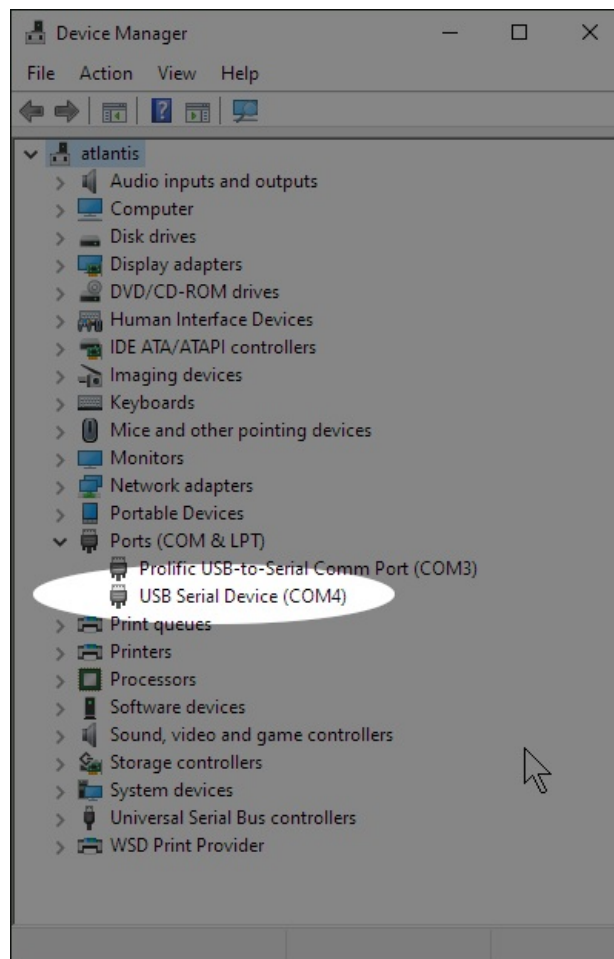 Device Manager
File Action View Help
atlantis
Audio inputs and outputs
Computer
Disk drives
Display adapters
DVD/CD-ROM drives
Human Interface Devices
IDE ATA/ATAPI controllers
Imaging devices
Keyboards
Mice and other pointing devices
Monitors
Network adapters
Portable Devices
Ports (COM & LPT)
Prolific USB-to-Serial Comm Port (COM3)
USB Serial Device (COM4)
Print queues
Printers
Processors
Software devices
Sound, video and game controllers
Storage controllers
System devices
Universal Serial Bus controllers
WSD Print Provider